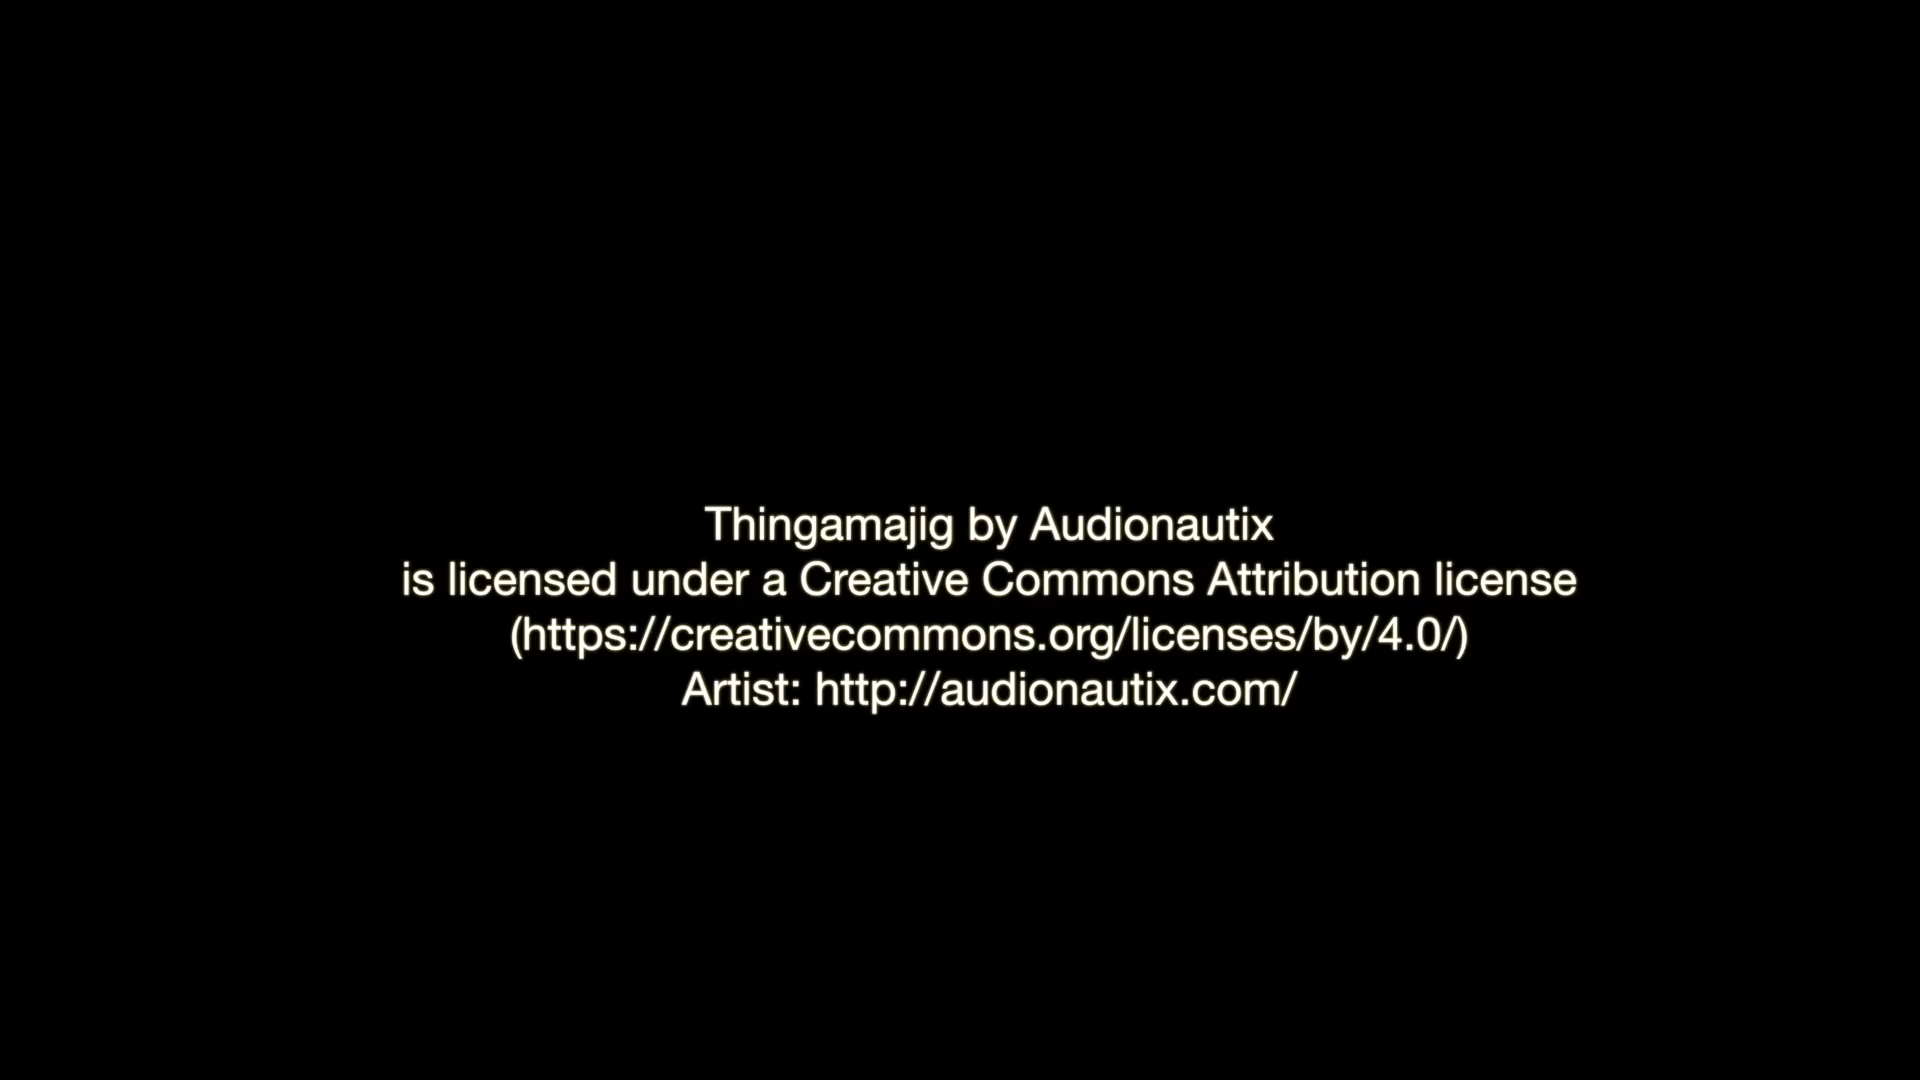 Thingamajig by Audionautix
is licensed under a Creative Commons Attribution license
(https://creativecommons.org/licenses/by/4.0/)
Artist: http://audionautix.com/